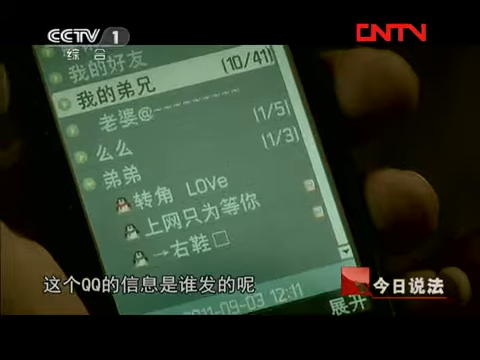 CCTV 1
综合
CNTV
我的好友
我的弟兄 (10/41)
老婆@~~~~~~~~
么么 (1/5)
弟弟 (1/3)
转角 LOVe
上网只为等你
→右鞋□
这个QQ的信息是谁发的呢
2011-09-03 12:11
展开
今日说法